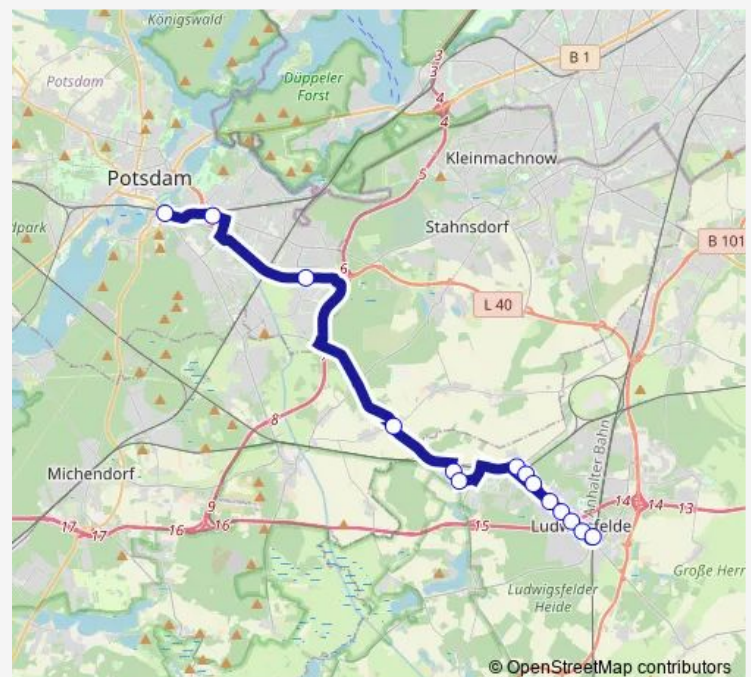 Königswald
3
3
B 1
Potsdam
Düppeler
Forst
4
4
Kleinmachnow
Potsdam
5
Stahnsdorf
dpark
B 101
6
L 40
7
8
Anhalter Bahn
Michendorf
9
14
14
13
17
17
16
16
15
Ludwigsfelde
Große Herr
Ludwigsfelder
Heide
© OpenStreetMap contributors